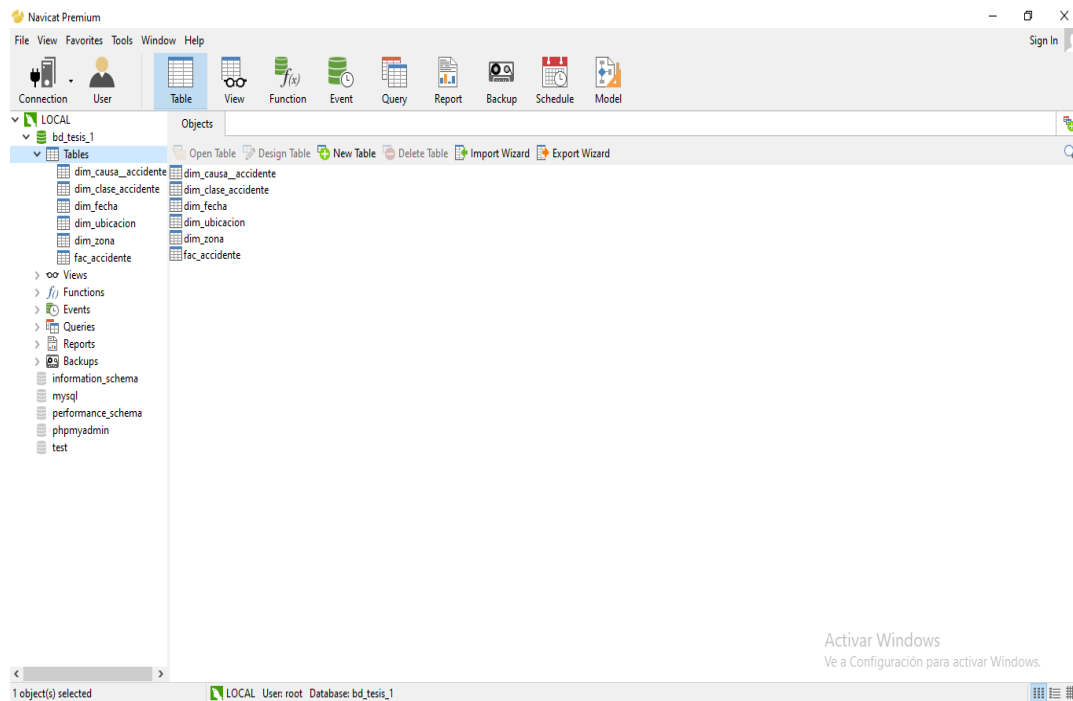 Navicat Premium
File View Favorites Tools Window Help
Sign In
Connection User Table View Function Event Query Report Backup Schedule Model
f(x)
LOCAL
bd_tesis_1
Tables
dim_causa__accidente
dim_clase_accidente
dim_fecha
dim_ubicacion
dim_zona
fac_accidente
Views
f() Functions
Events
Queries
Reports
Backups
information_schema
mysql
performance_schema
phpmyadmin
test
Objects
Open Table Design Table New Table Delete Table Import Wizard Export Wizard
dim_causa__accidente
dim_clase_accidente
dim_fecha
dim_ubicacion
dim_zona
fac_accidente
Activar Windows
Ve a Configuración para activar Windows.
1 object(s) selected
LOCAL User: root Database: bd_tesis_1